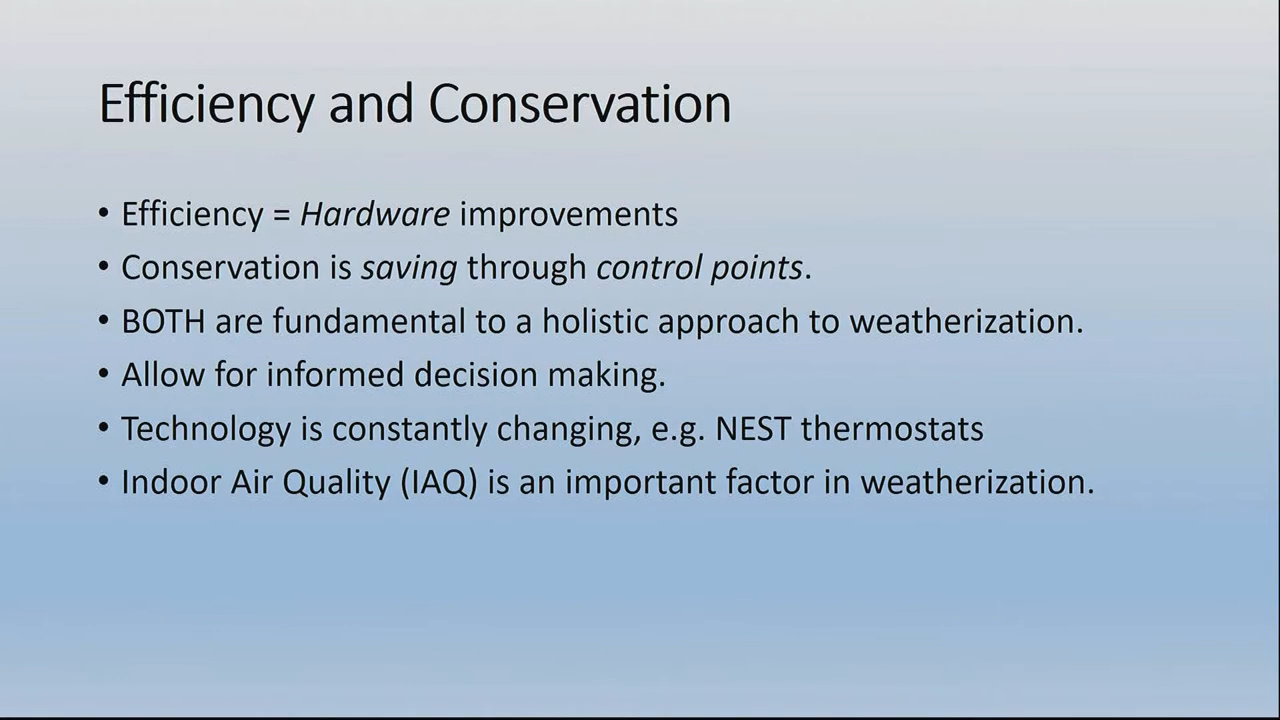 Efficiency and Conservation
• Efficiency = Hardware improvements
• Conservation is saving through control points.
• BOTH are fundamental to a holistic approach to weatherization.
• Allow for informed decision making.
• Technology is constantly changing, e.g. NEST thermostats
• Indoor Air Quality (IAQ) is an important factor in weatherization.